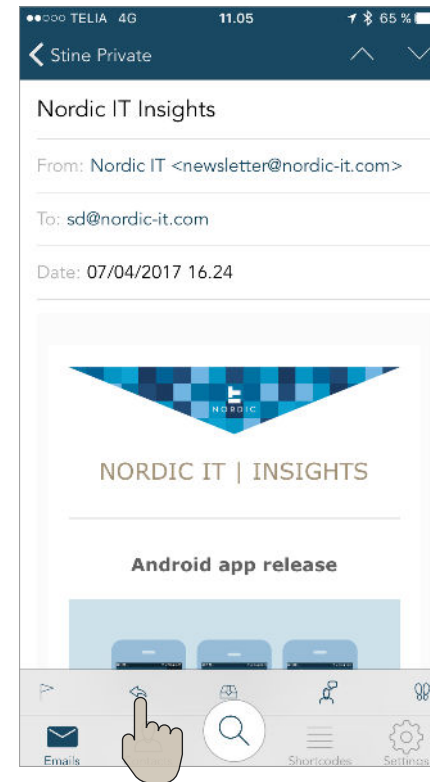 TELIA 4G 11.05 65 %
Stine Private
Nordic IT Insights
From: Nordic IT <newsletter@nordic-it.com>
To: sd@nordic-it.com
Date: 07/04/2017 16.24
NORDIC
NORDIC IT | INSIGHTS
Android app release
Emails Shortcodes Settings